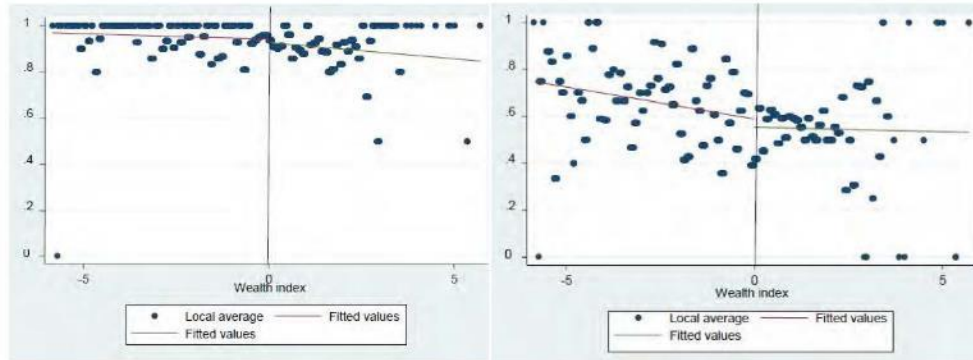 1
.8
.6
.4
.2
0
-5
0
5
Wealth index
Local average
Fitted values
Fitted values
1
.8
.6
.4
.2
0
-5
0
5
Wealth index
Local average
Fitted values
Fitted values